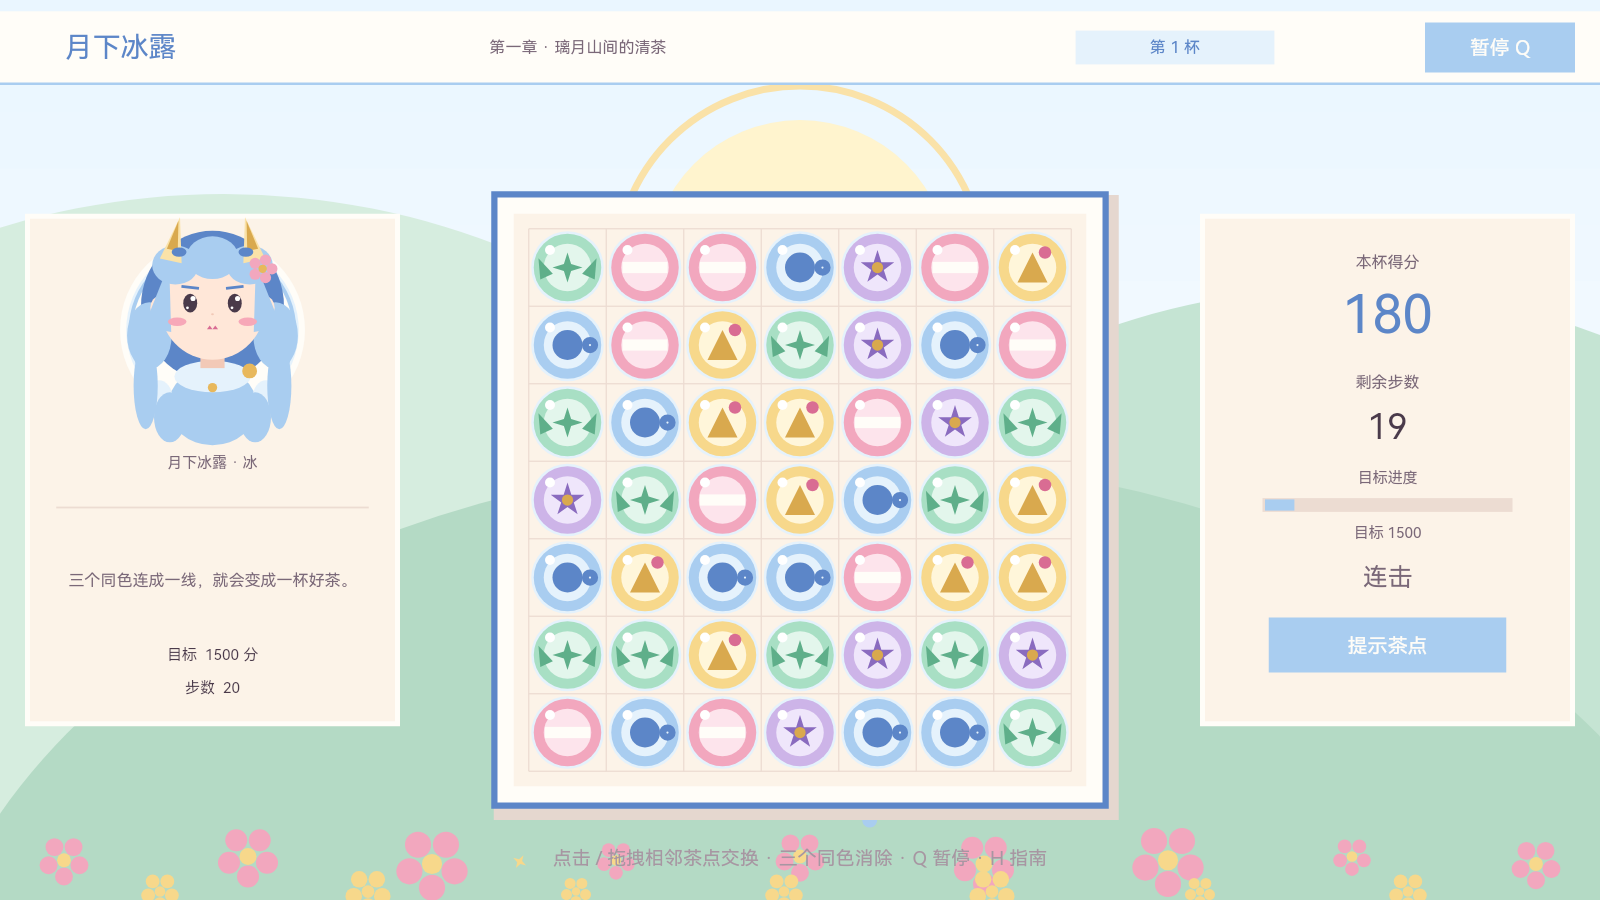 月下冰露
第一章 · 璃月山间的清茶
第 1 杯
暂停 Q
月下冰露 · 冰
三个同色连成一线，就会变成一杯好茶。
目标 1500 分
步数 20
本杯得分
180
剩余步数
19
目标进度
目标 1500
连击
提示茶点
点击 / 拖拽相邻茶点交换 · 三个同色消除 · Q 暂停 · H 指南